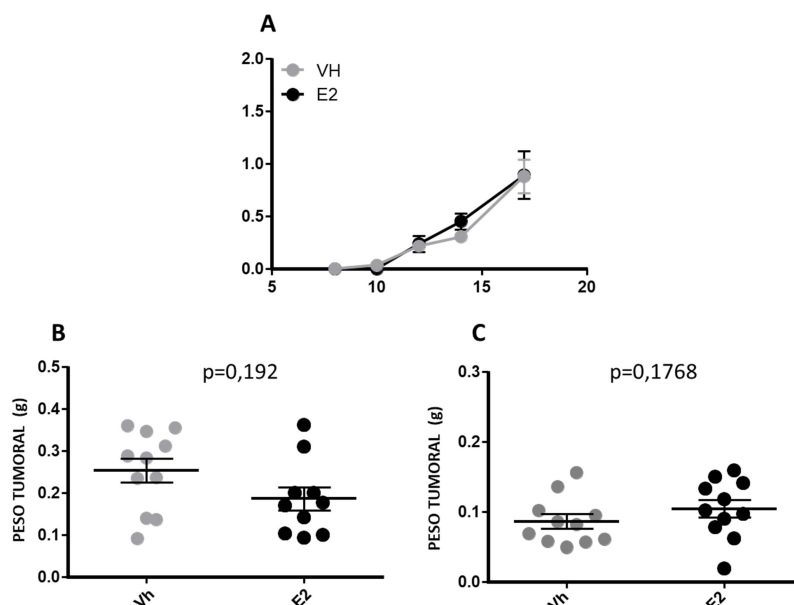 A
2.0
VH
E2
1.5
1.0
0.5
0.0
5 10 15 20
B
p=0,192
0.5
0.4
0.3
0.2
0.1
0.0
PESO TUMORAL (g)
Vh E2
C
p=0,1768
0.3
0.2
0.1
0.0
PESO TUMORAL (g)
Vh E2